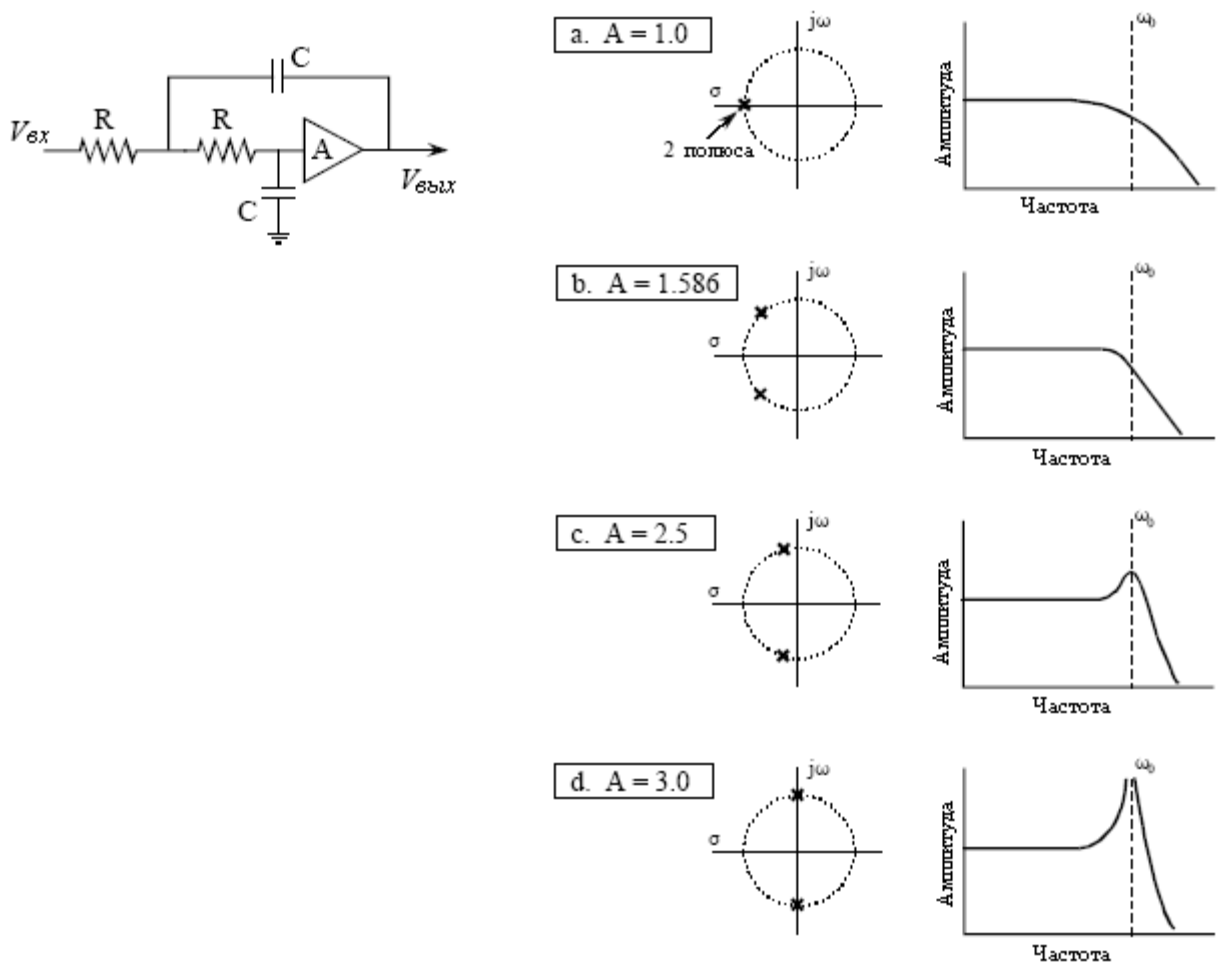 C
R
R
Vвх
A
Vвых
C
a. A = 1.0
jω
σ
2 полюса
ω₀
Амплитуда
Частота
b. A = 1.586
jω
σ
ω₀
Амплитуда
Частота
c. A = 2.5
jω
σ
ω₀
Амплитуда
Частота
d. A = 3.0
jω
σ
ω₀
Амплитуда
Частота